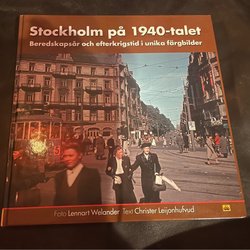 Stockholm på 1940-talet
Beredskapsår och efterkrigstid i unika färgbilder
Foto Lennart Welander Text Christer Leijonhufvud